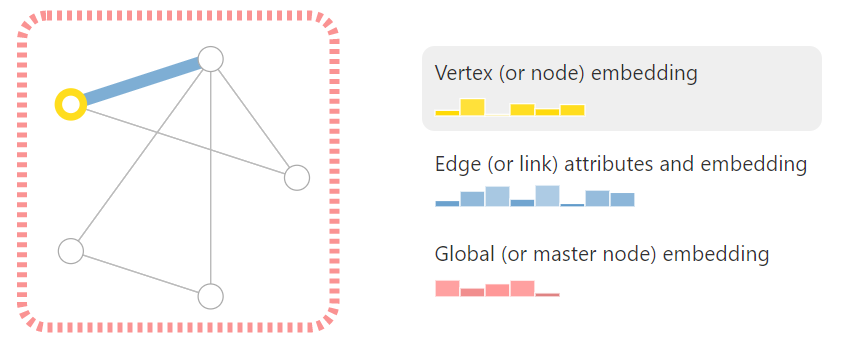 Vertex (or node) embedding
Edge (or link) attributes and embedding
Global (or master node) embedding